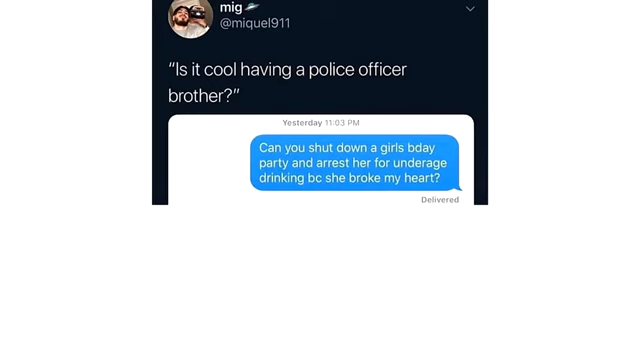 mig🛸
@miquel911
“Is it cool having a police officer
brother?”
Yesterday 11:03 PM
Can you shut down a girls bday
party and arrest her for underage
drinking bc she broke my heart?
Delivered